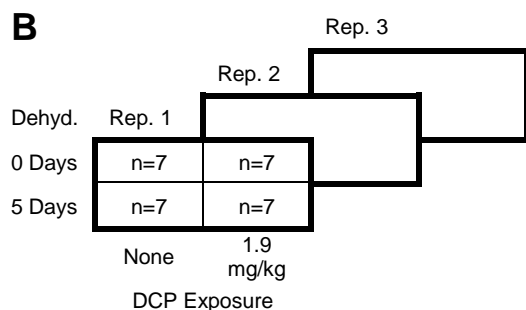 B
Rep. 3
Rep. 2
Dehyd. Rep. 1
0 Days n=7 n=7
5 Days n=7 n=7
None 1.9
mg/kg
DCP Exposure